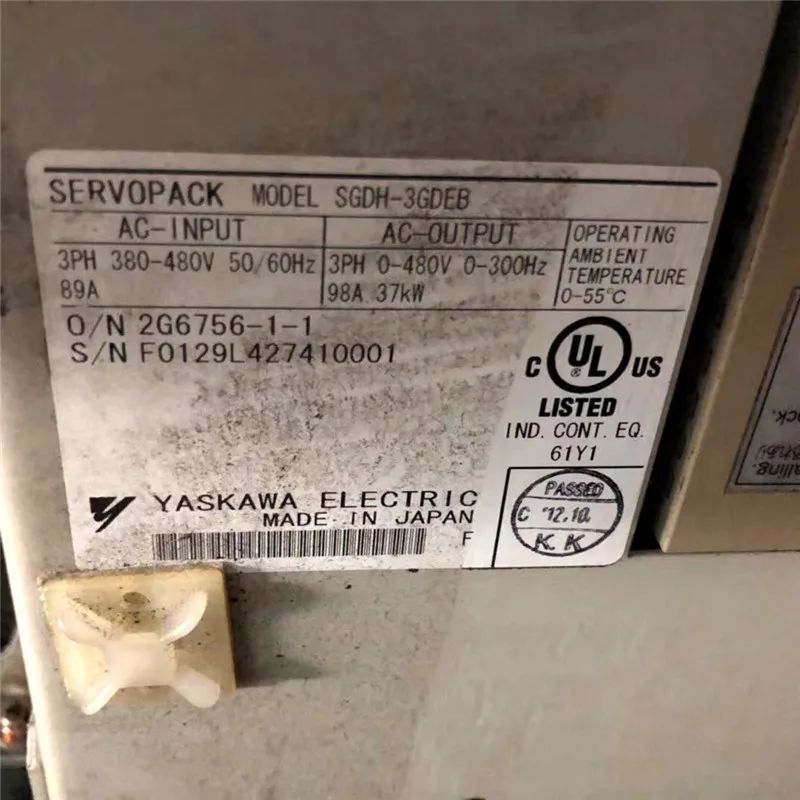 SERVOPACK MODEL SGDH-3GDEB
AC-INPUT
3PH 380-480V 50/60Hz
89A
AC-OUTPUT
3PH 0-480V 0-300Hz
98A 37kW
OPERATING
AMBIENT
TEMPERATURE
0-55°C
O/N 2G6756-1-1
S/N F0129L427410001
C UL US
®
LISTED
IND. CONT. EQ.
61Y1
YASKAWA ELECTRIC
MADE IN JAPAN
F
PASSED
C '12.10.
K.K
ock.
alling.